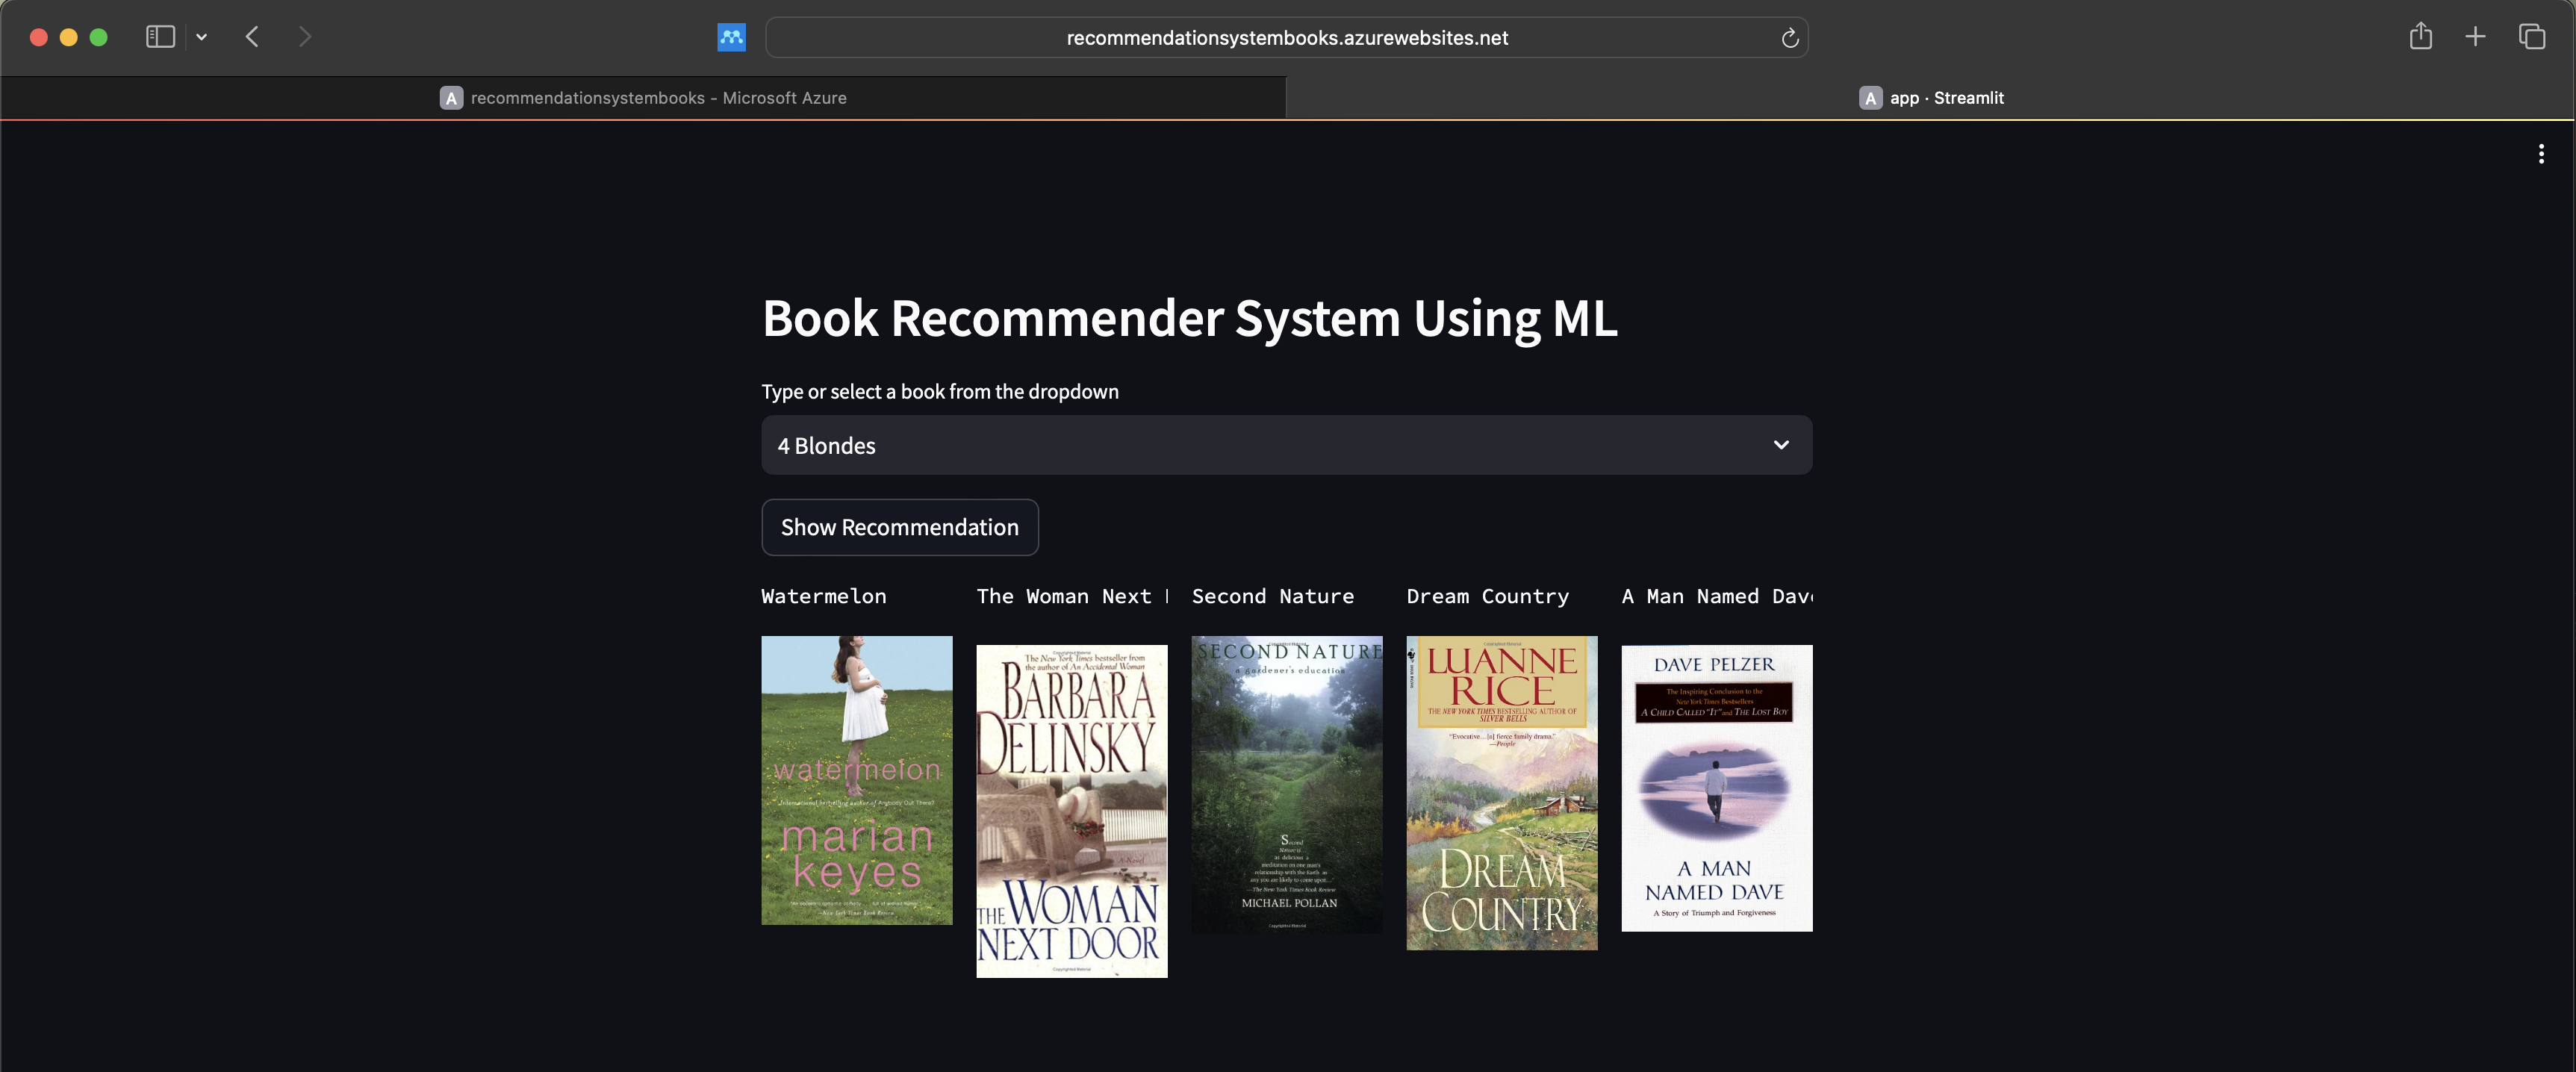 recommendationsystembooks.azurewebsites.net
A recommendationsystembooks – Microsoft Azure
A app · Streamlit
Book Recommender System Using ML
Type or select a book from the dropdown
4 Blondes
Show Recommendation
Watermelon
The Woman Next
Second Nature
Dream Country
A Man Named Dav
watermelon
International bestselling author of Anybody Out There?
marian
keyes
The New York Times bestseller from
the author of An Accidental Woman
BARBARA
DELINSKY
A Novel
THE WOMAN
NEXT DOOR
SECOND NATURE
a gardener's education
Second
Nature is
as delicious a
meditation on one man's
relationship with the Earth as
any you are likely to come upon...."
—The New York Times Book Review
MICHAEL POLLAN
LUANNE
RICE
THE NEW YORK TIMES BESTSELLING AUTHOR OF
SILVER BELLS
"Evocative...[a] fierce family drama."
—People
DREAM
COUNTRY
DAVE PELZER
The Inspiring Conclusion to the
New York Times Bestsellers
A CHILD CALLED "IT" and THE LOST BOY
A MAN
NAMED DAVE
A Story of Triumph and Forgiveness